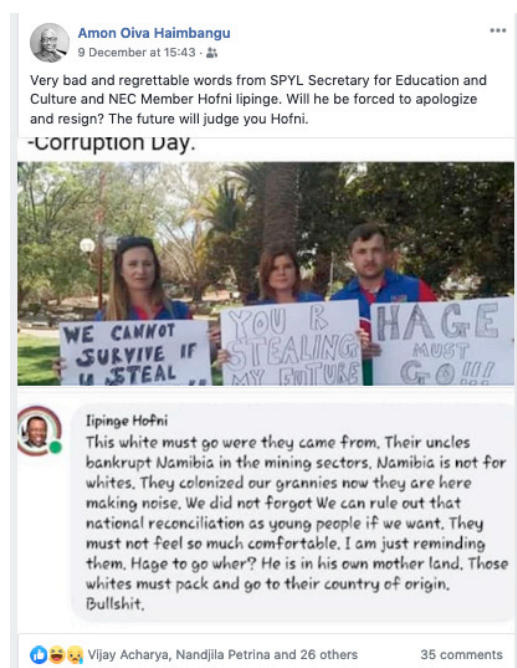 Amon Oiva Haimbangu
9 December at 15:43 ·
Very bad and regrettable words from SPYL Secretary for Education and
Culture and NEC Member Hofni Iipinge. Will he be forced to apologize
and resign? The future will judge you Hofni.
-Corruption Day.
WE CANNOT
SURVIVE IF
U STEAL
YOU R
STEALING
MY FUTURE
HAGE
MUST
GO!!!
Iipinge Hofni
This white must go were they came from. Their uncles
bankrupt Namibia in the mining sectors. Namibia is not for
whites. They colonized our grannies now they are here
making noise. We did not forgot We can rule out that
national reconciliation as young people if we want. They
must not feel so much comfortable. I am just reminding
them. Hage to go wher? He is in his own mother land. Those
whites must pack and go to their country of origin.
Bullshit.
Vijay Acharya, Nandjila Petrina and 26 others
35 comments